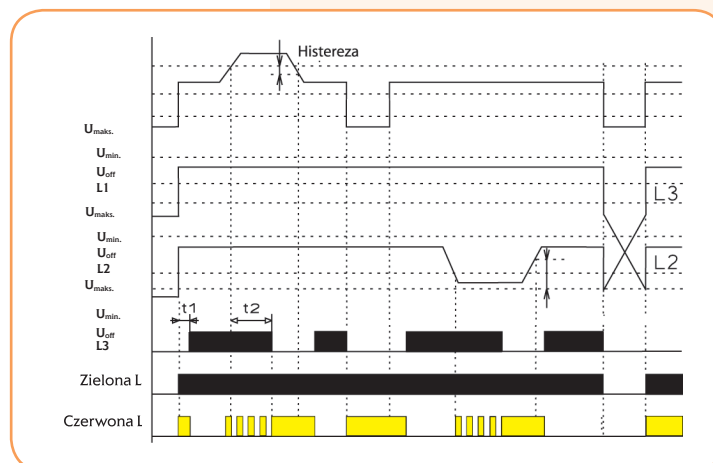 Histereza
Umaks.
Umin.
Uoff
L1
L3
Umaks.
Umin.
Uoff
L2
L2
Umaks.
t1
t2
Umin.
Uoff
L3
Zielona L
Czerwona L